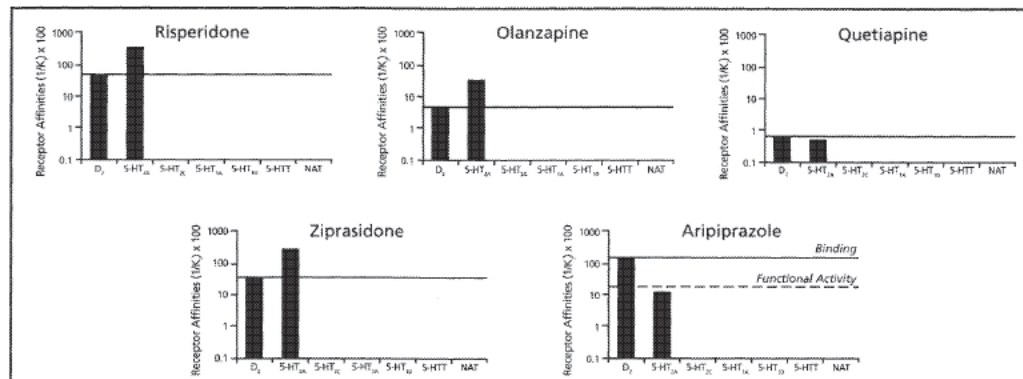 Risperidone
Receptor Affinities (1/Kᵢ) x 100
1000
100
10
1
0.1
D₂ 5-HT₂A 5-HT₂C 5-HT₁A 5-HT₁D 5-HTT NAT
Olanzapine
Receptor Affinities (1/Kᵢ) x 100
1000
100
10
1
0.1
D₂ 5-HT₂A 5-HT₂C 5-HT₁A 5-HT₁D 5-HTT NAT
Quetiapine
Receptor Affinities (1/Kᵢ) x 100
1000
100
10
1
0.1
D₂ 5-HT₂A 5-HT₂C 5-HT₁A 5-HT₁D 5-HTT NAT
Ziprasidone
Receptor Affinities (1/Kᵢ) x 100
1000
100
10
1
0.1
D₂ 5-HT₂A 5-HT₂C 5-HT₁A 5-HT₁D 5-HTT NAT
Aripiprazole
Receptor Affinities (1/Kᵢ) x 100
1000
100
10
1
0.1
Binding
Functional Activity
D₂ 5-HT₂A 5-HT₂C 5-HT₁A 5-HT₁D 5-HTT NAT